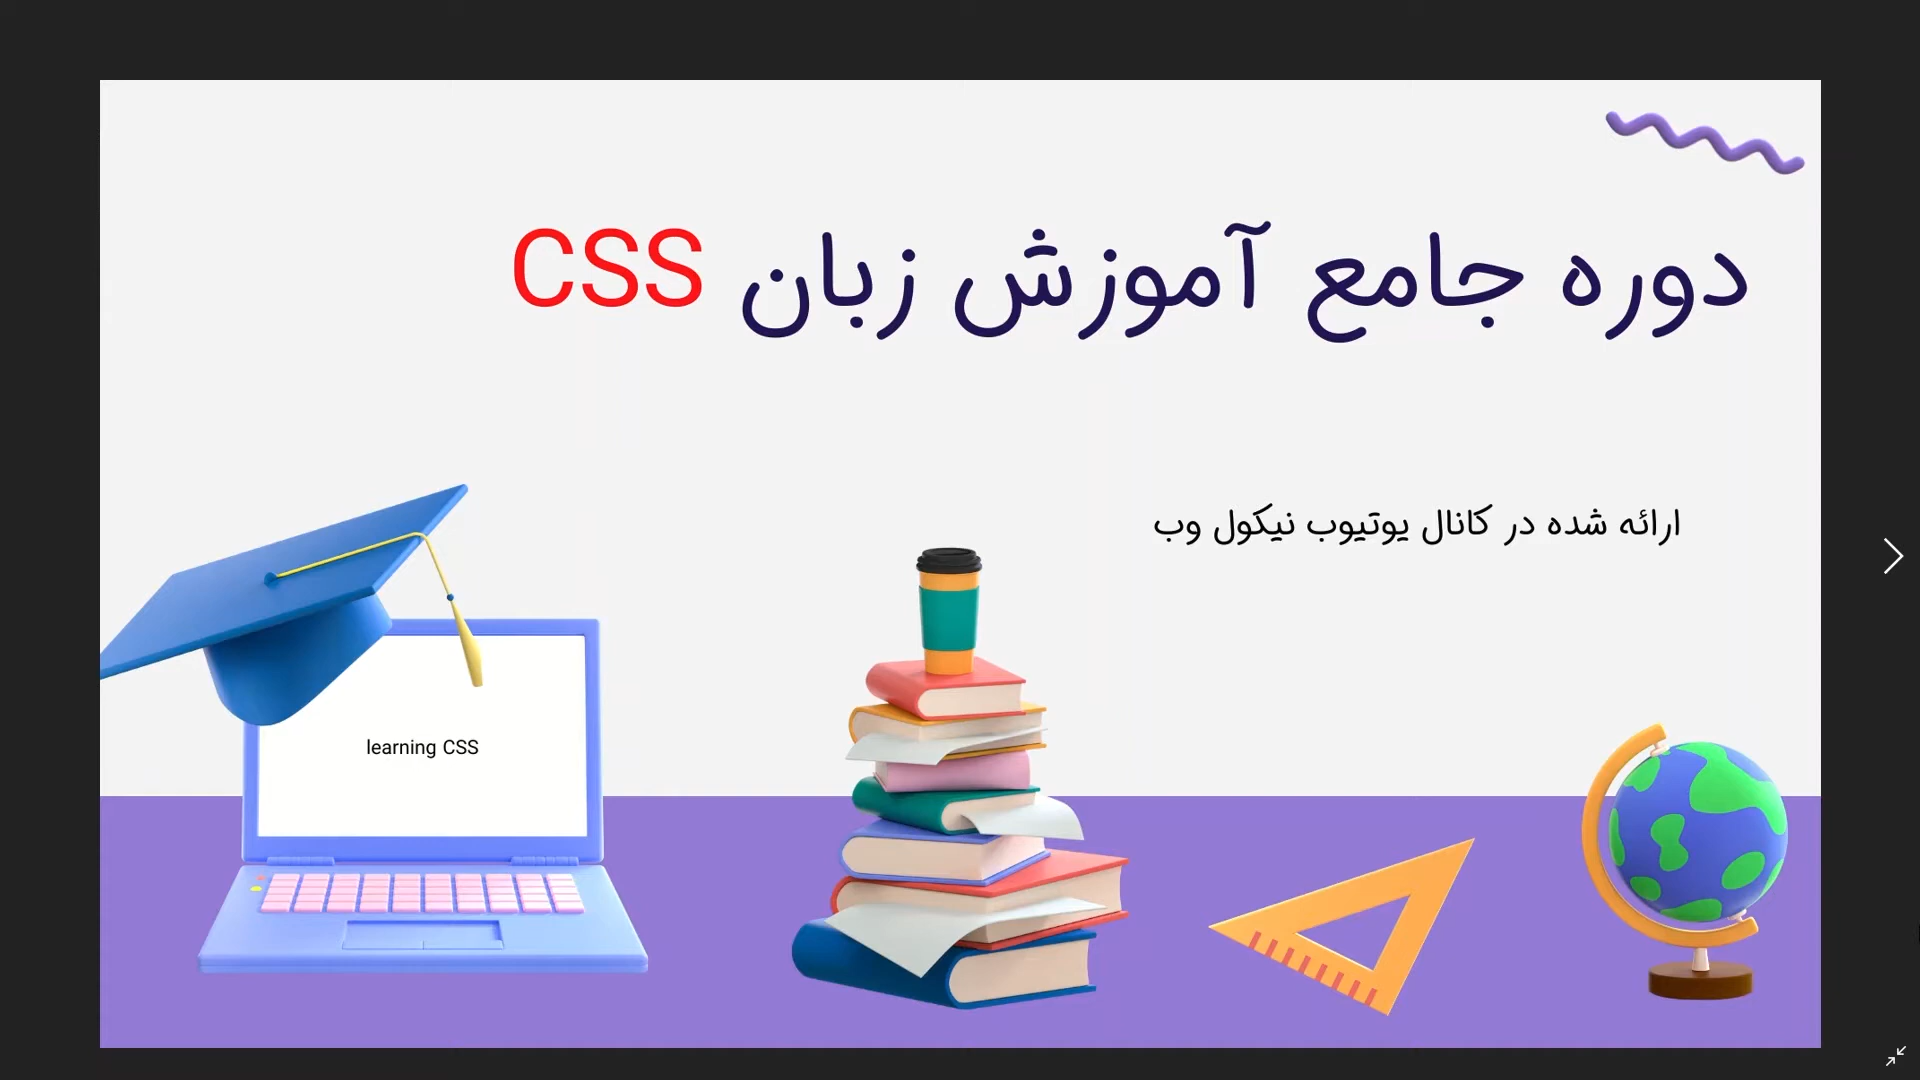 دوره جامع آموزش زبان CSS
ارائه شده در کانال یوتیوب نیکول وب
learning CSS